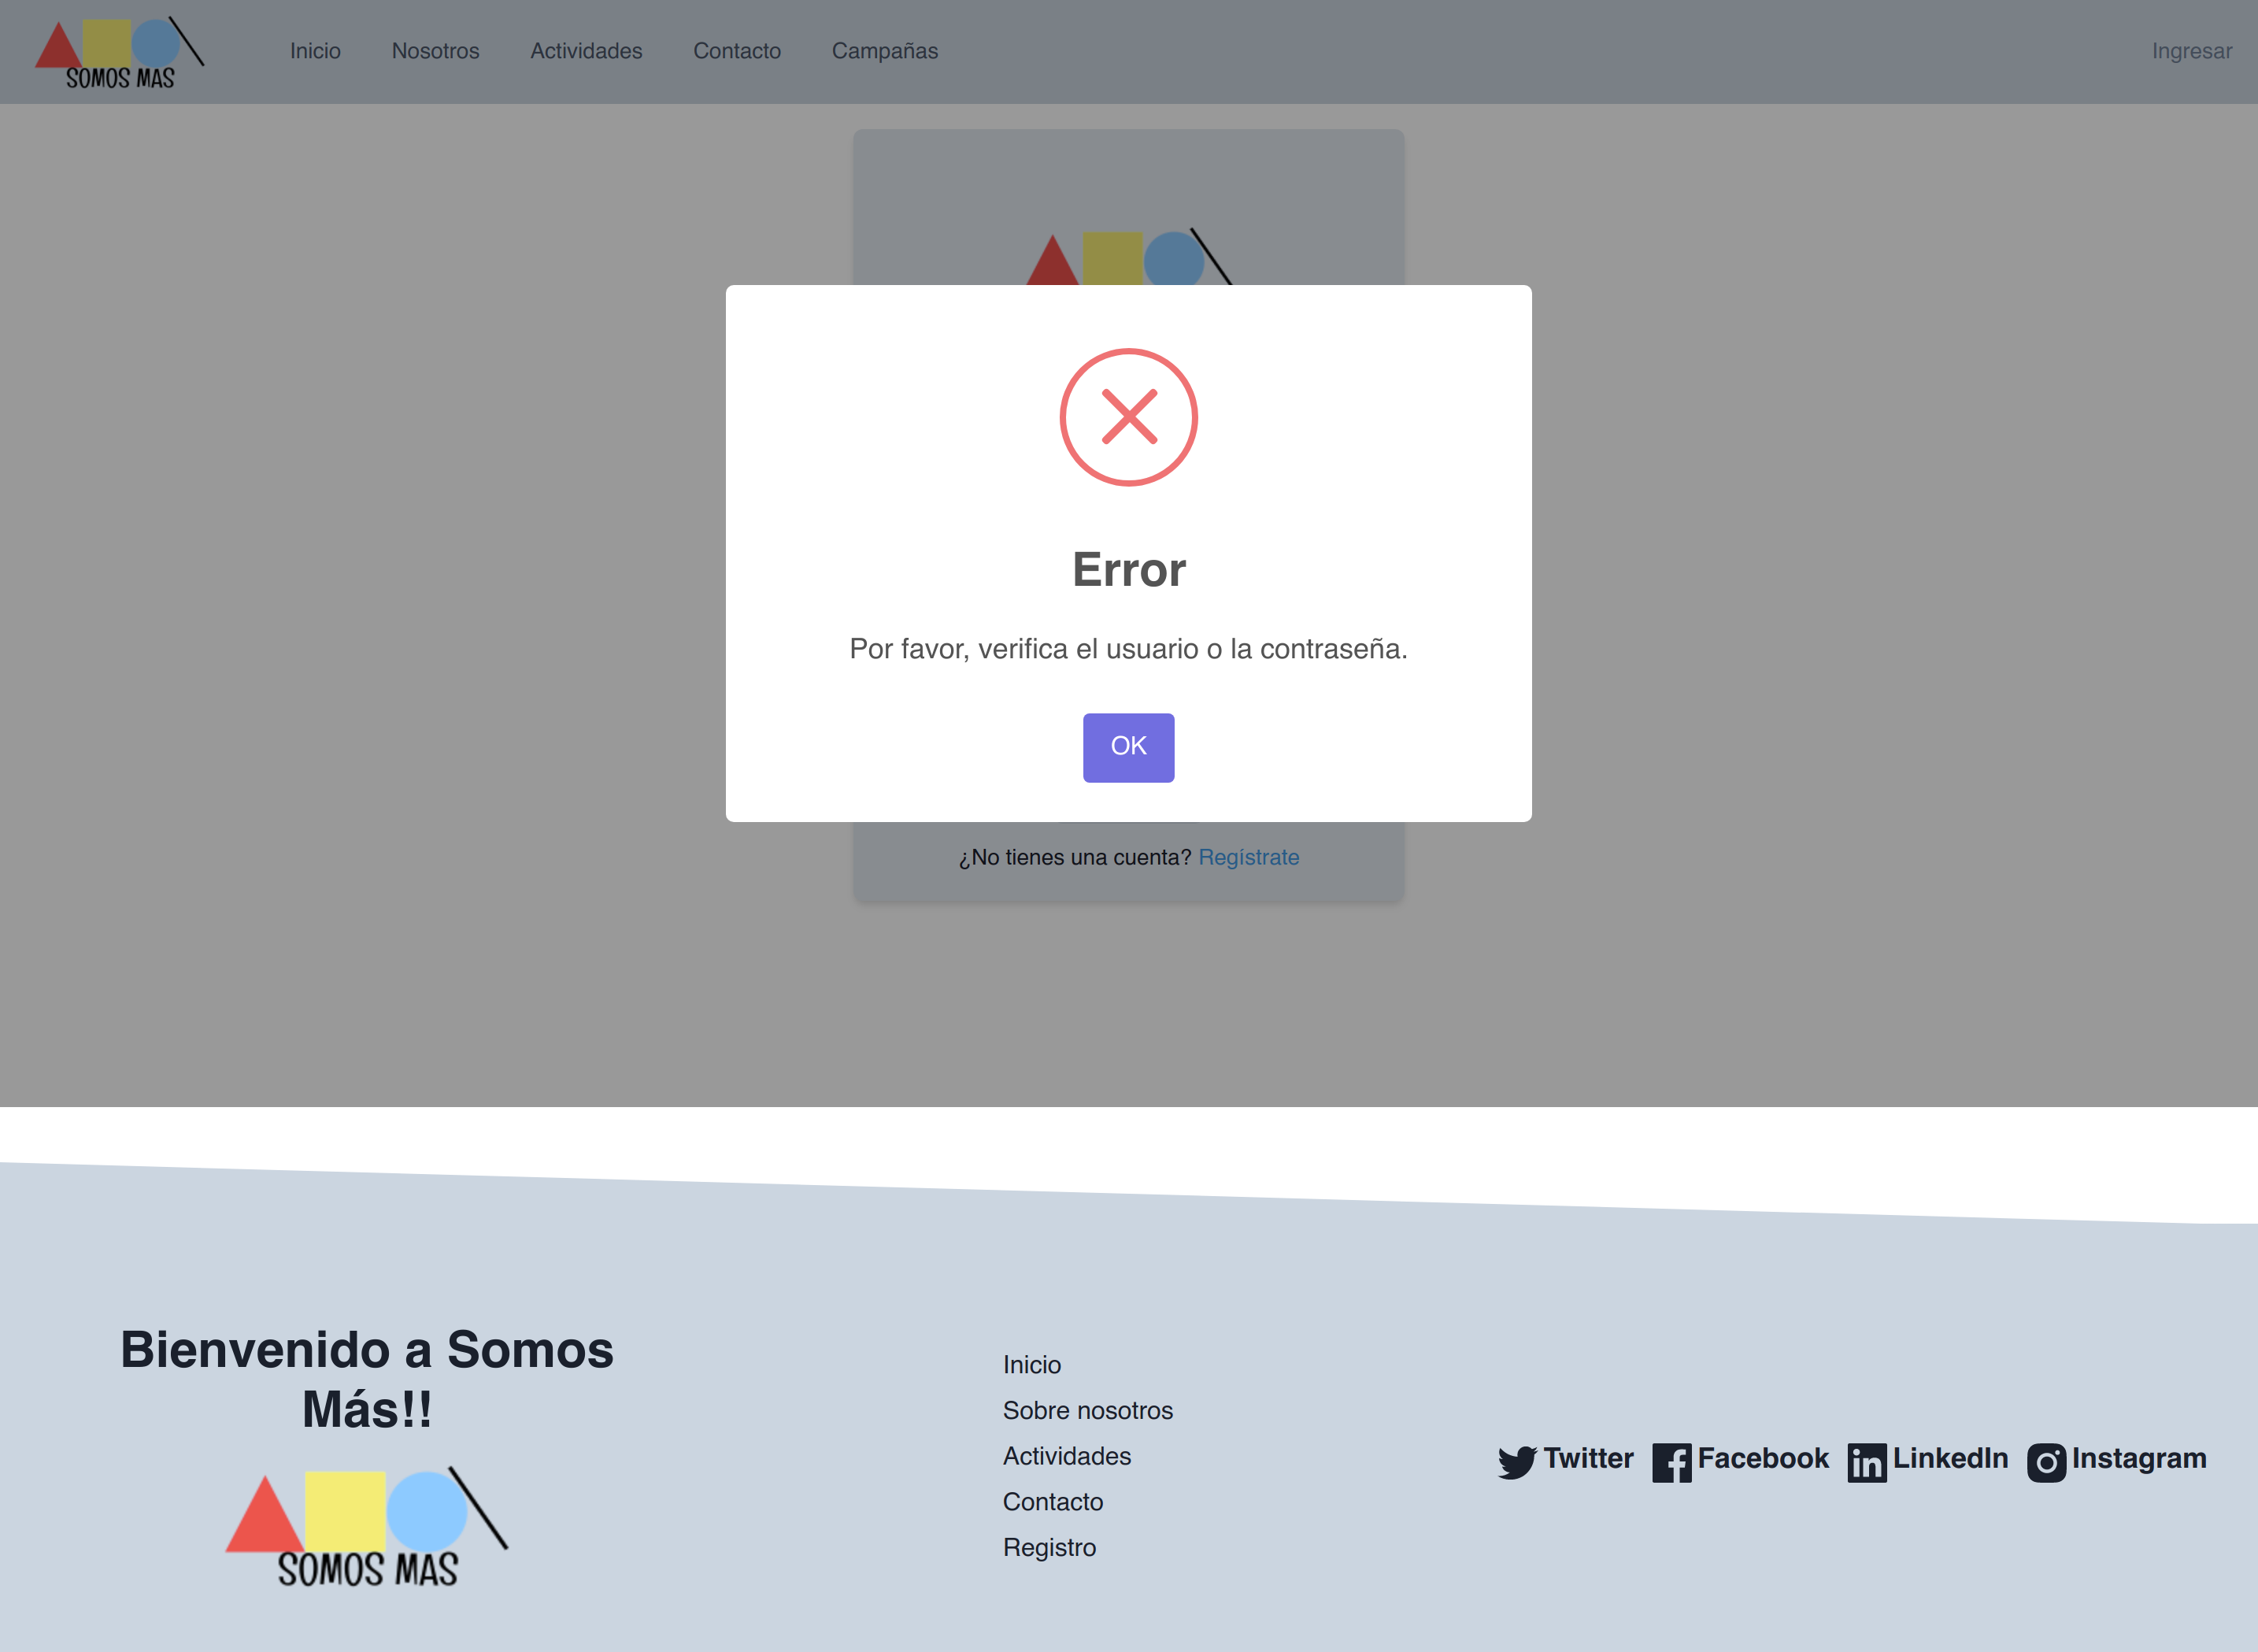 SOMOS MAS
Inicio
Nosotros
Actividades
Contacto
Campañas
Ingresar
Error
Por favor, verifica el usuario o la contraseña.
OK
¿No tienes una cuenta? Regístrate
Bienvenido a Somos
Más!!
SOMOS MAS
Inicio
Sobre nosotros
Actividades
Contacto
Registro
Twitter
Facebook
LinkedIn
Instagram